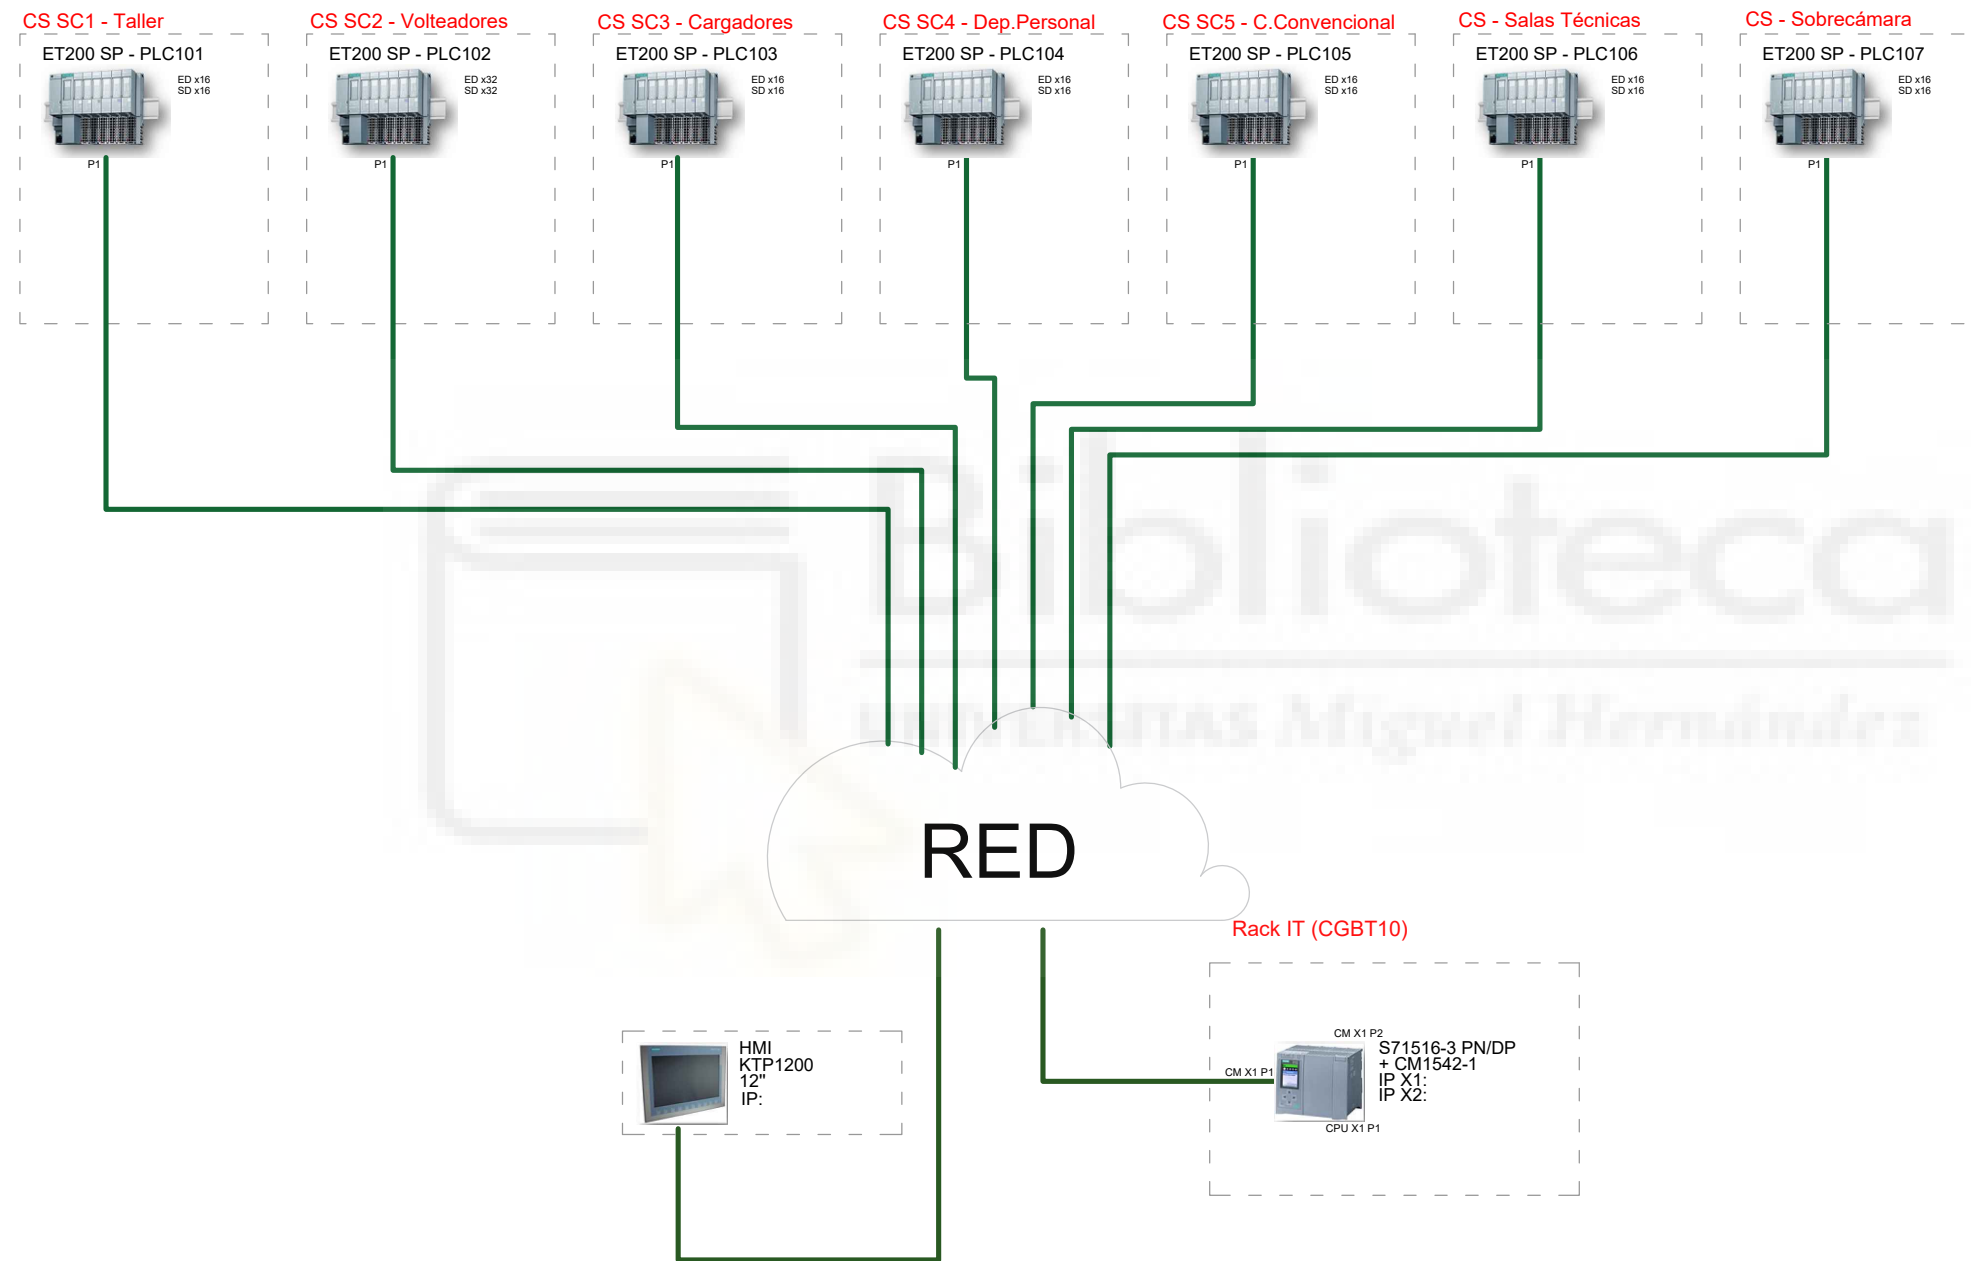 CS SC1 - Taller
ET200 SP - PLC101
ED x16
SD x16
P1
CS SC2 - Volteadores
ET200 SP - PLC102
ED x32
SD x32
P1
CS SC3 - Cargadores
ET200 SP - PLC103
ED x16
SD x16
P1
CS SC4 - Dep.Personal
ET200 SP - PLC104
ED x16
SD x16
P1
CS SC5 - C.Convencional
ET200 SP - PLC105
ED x16
SD x16
P1
CS - Salas Técnicas
ET200 SP - PLC106
ED x16
SD x16
P1
CS - Sobrecámara
ET200 SP - PLC107
ED x16
SD x16
P1
Biblioteca
UNIVERSITAS Miguel Hernández
RED
Rack IT (CGBT10)
HMI
KTP1200
12"
IP:
CM X1 P2
CM X1 P1
S71516-3 PN/DP
+ CM1542-1
IP X1:
IP X2:
CPU X1 P1